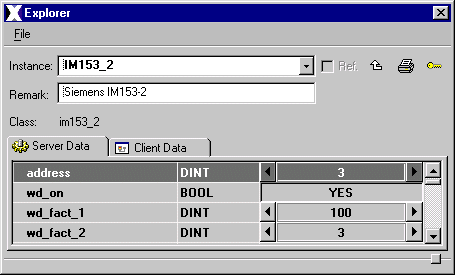 Explorer
File
Instance: IM153_2 Ref.
Remark: Siemens IM153-2
Class: im153_2
Server Data Client Data
address DINT 3
wd_on BOOL YES
wd_fact_1 DINT 100
wd_fact_2 DINT 3